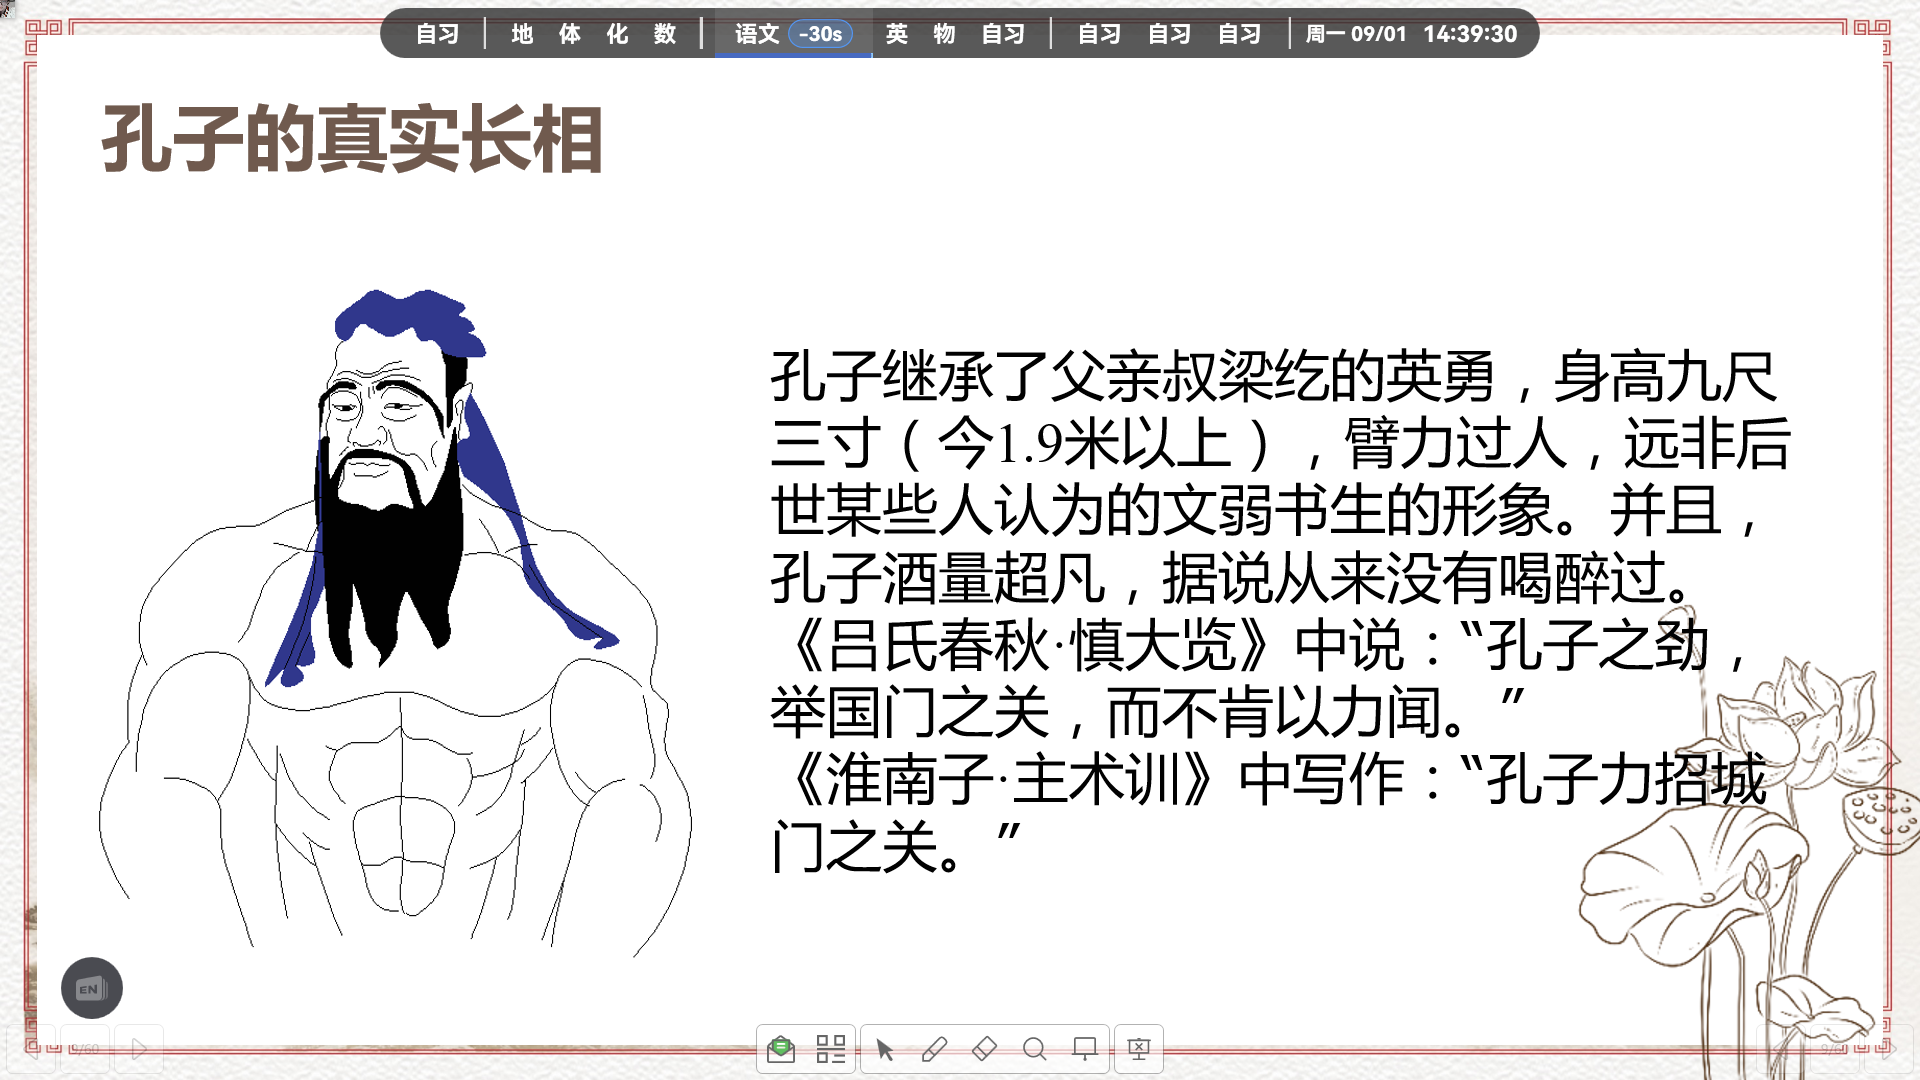 自习 地 体 化 数 语文 -30s 英 物 自习 自习 自习 自习 周一 09/01 14:39:30
孔子的真实长相
孔子继承了父亲叔梁纥的英勇，身高九尺
三寸（今1.9米以上），臂力过人，远非后
世某些人认为的文弱书生的形象。并且，
孔子酒量超凡，据说从来没有喝醉过。
《吕氏春秋·慎大览》中说：“孔子之劲，
举国门之关，而不肯以力闻。”
《淮南子·主术训》中写作：“孔子力招城
门之关。”
EN
9/60